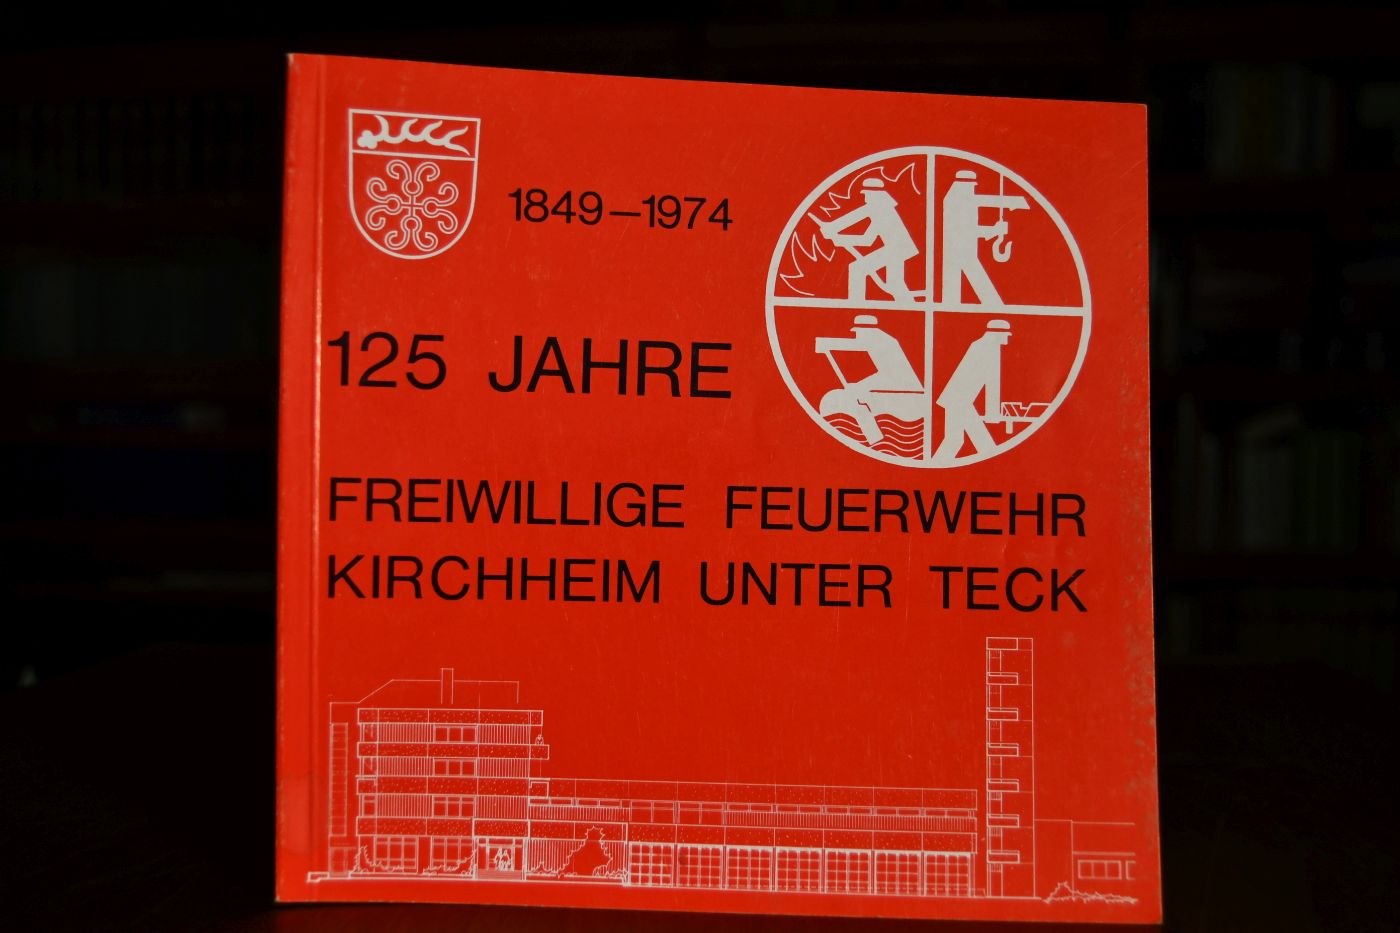 1849–1974
125 JAHRE
FREIWILLIGE FEUERWEHR
KIRCHHEIM UNTER TECK